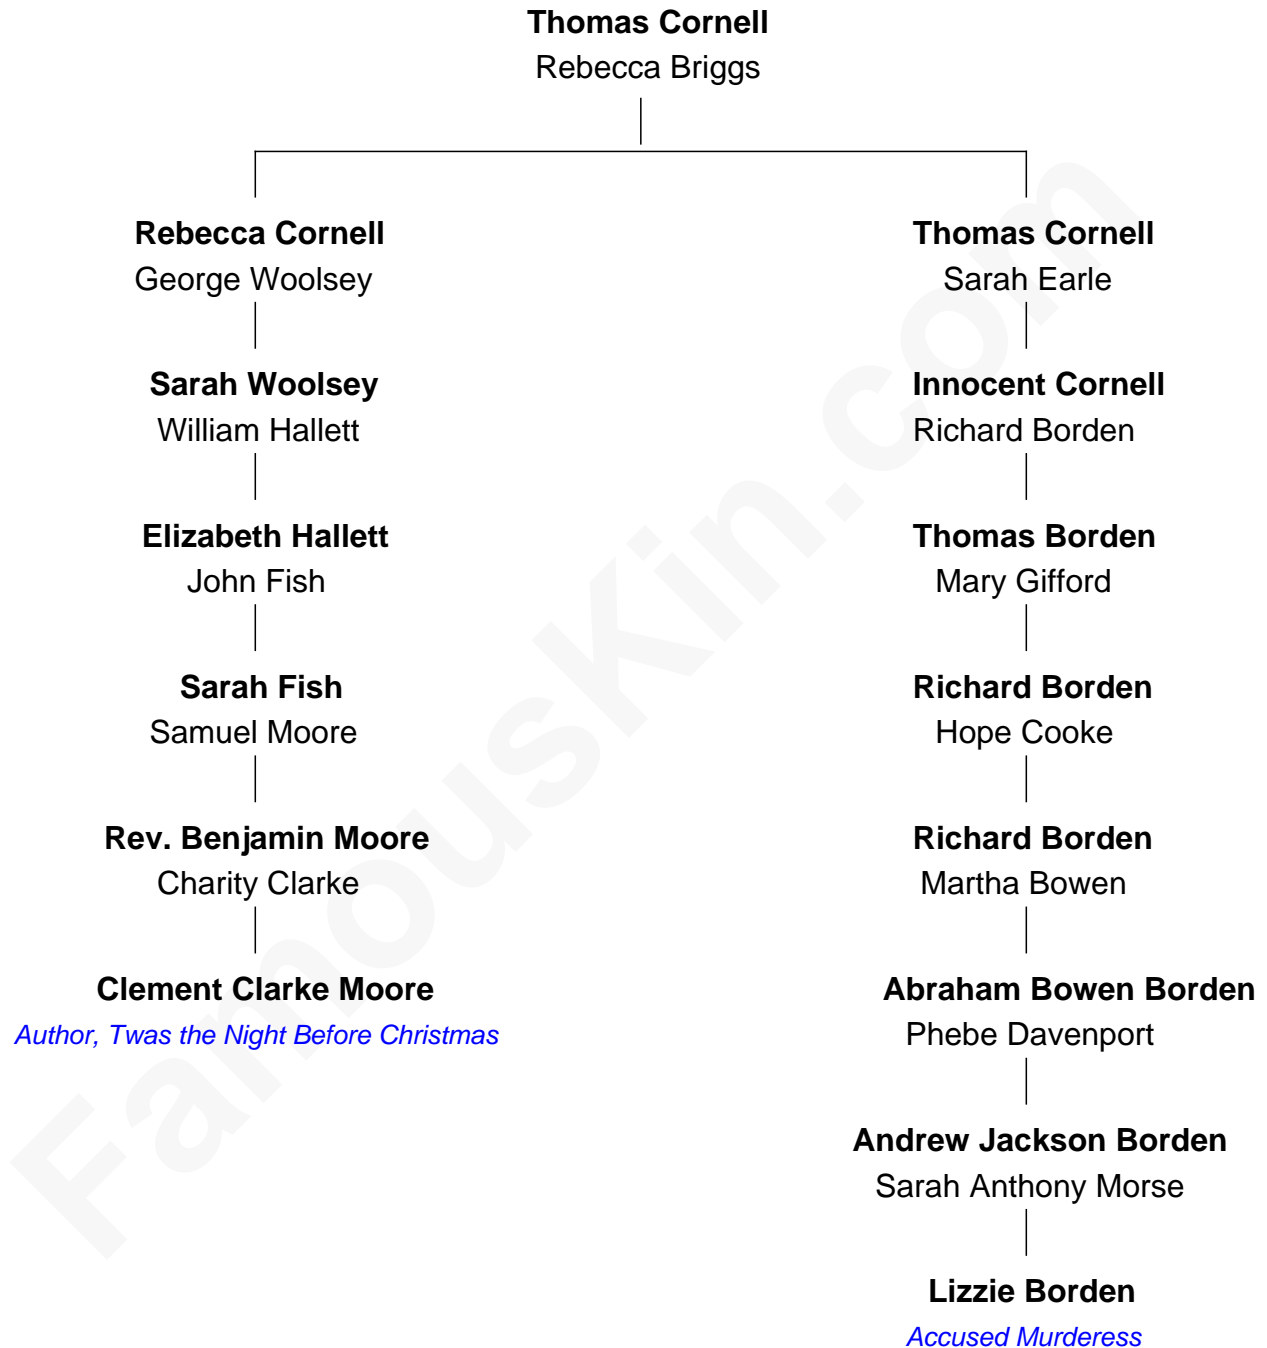 Thomas Cornell
Rebecca Briggs
Rebecca Cornell
George Woolsey
Sarah Woolsey
William Hallett
Elizabeth Hallett
John Fish
Sarah Fish
Samuel Moore
Rev. Benjamin Moore
Charity Clarke
Clement Clarke Moore
Author, Twas the Night Before Christmas
Thomas Cornell
Sarah Earle
Innocent Cornell
Richard Borden
Thomas Borden
Mary Gifford
Richard Borden
Hope Cooke
Richard Borden
Martha Bowen
Abraham Bowen Borden
Phebe Davenport
Andrew Jackson Borden
Sarah Anthony Morse
Lizzie Borden
Accused Murderess
FamousKin.com